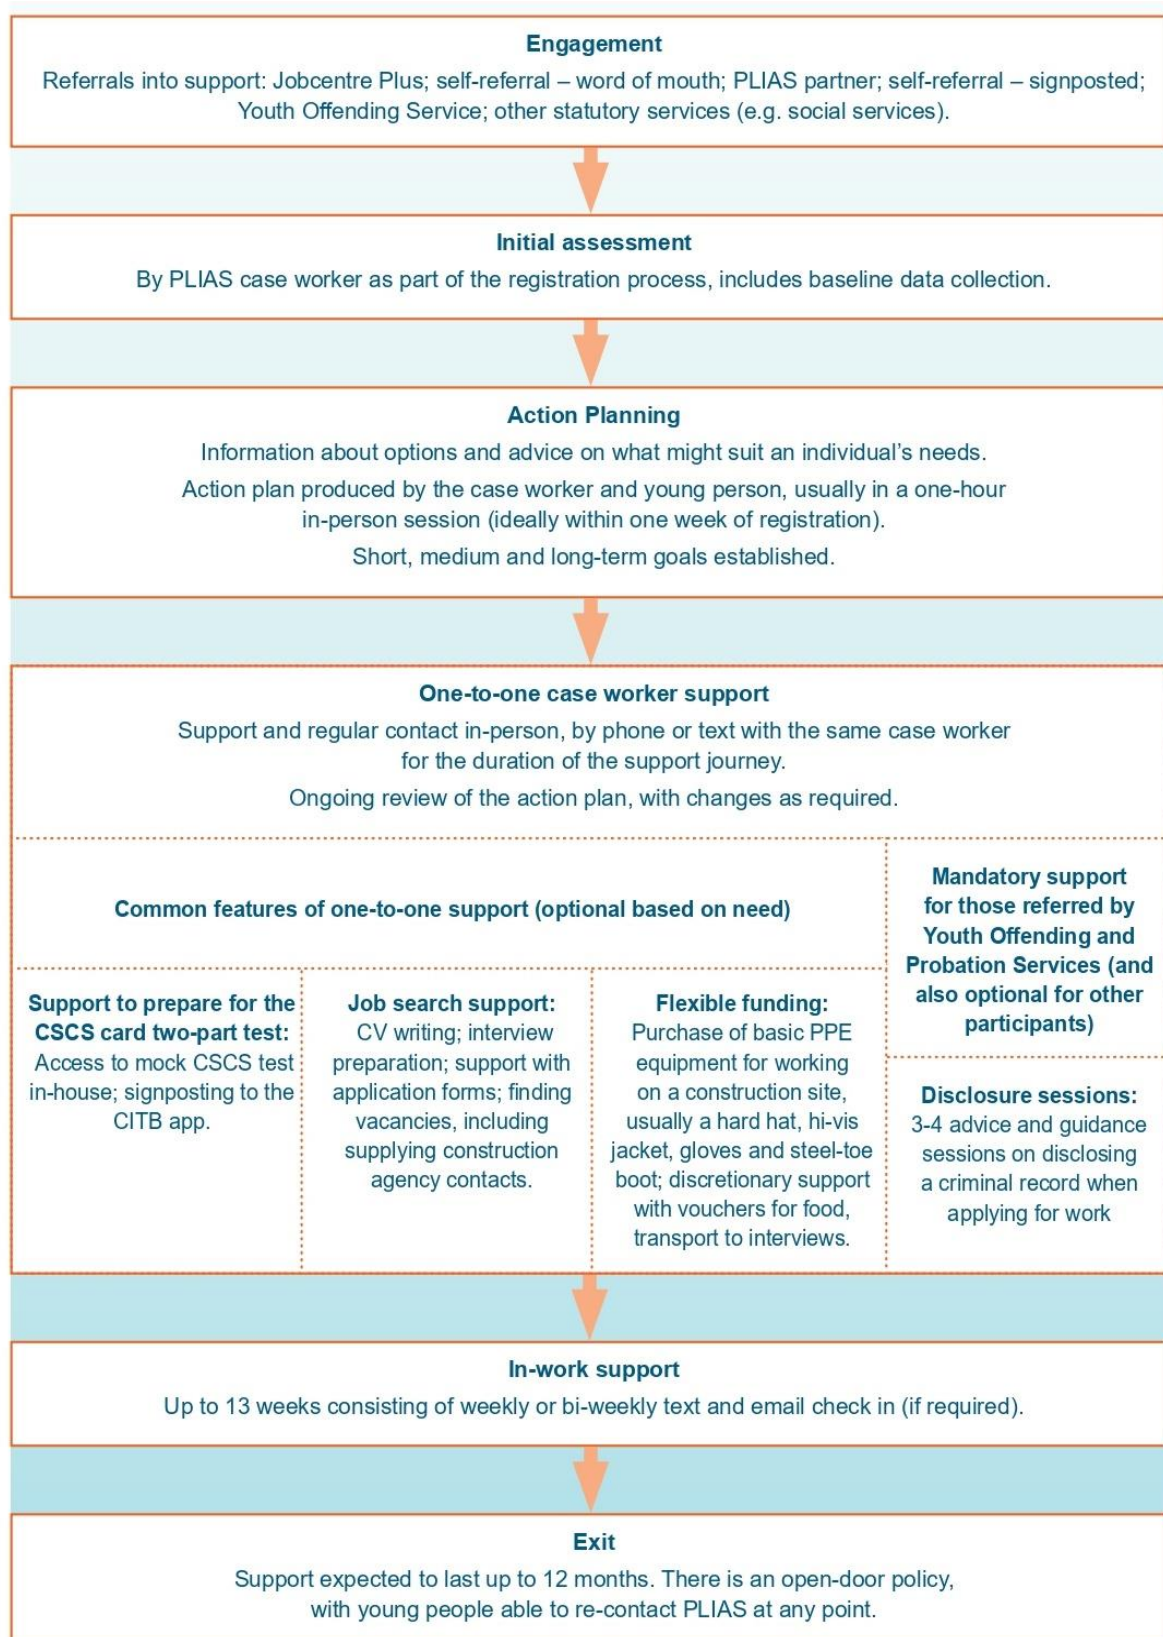 Engagement
Referrals into support: Jobcentre Plus; self-referral – word of mouth; PLIAS partner; self-referral – signposted;
Youth Offending Service; other statutory services (e.g. social services).
Initial assessment
By PLIAS case worker as part of the registration process, includes baseline data collection.
Action Planning
Information about options and advice on what might suit an individual’s needs.
Action plan produced by the case worker and young person, usually in a one-hour
in-person session (ideally within one week of registration).
Short, medium and long-term goals established.
One-to-one case worker support
Support and regular contact in-person, by phone or text with the same case worker
for the duration of the support journey.
Ongoing review of the action plan, with changes as required.
Common features of one-to-one support (optional based on need)
Support to prepare for the
CSCS card two-part test:
Access to mock CSCS test
in-house; signposting to the
CITB app.
Job search support:
CV writing; interview
preparation; support with
application forms; finding
vacancies, including
supplying construction
agency contacts.
Flexible funding:
Purchase of basic PPE
equipment for working
on a construction site,
usually a hard hat, hi-vis
jacket, gloves and steel-toe
boot; discretionary support
with vouchers for food,
transport to interviews.
Mandatory support
for those referred by
Youth Offending and
Probation Services (and
also optional for other
participants)
Disclosure sessions:
3-4 advice and guidance
sessions on disclosing
a criminal record when
applying for work
In-work support
Up to 13 weeks consisting of weekly or bi-weekly text and email check in (if required).
Exit
Support expected to last up to 12 months. There is an open-door policy,
with young people able to re-contact PLIAS at any point.